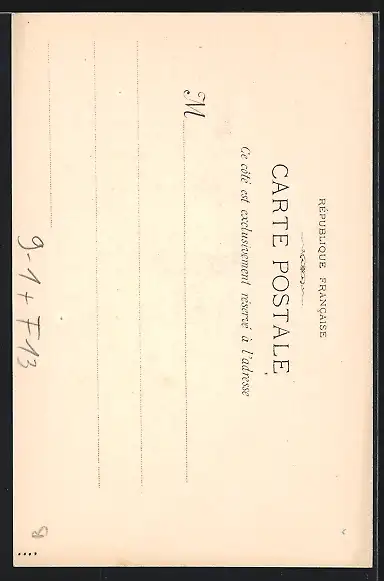 RÉPUBLIQUE FRANÇAISE
CARTE POSTALE
Ce côté est exclusivement réservé à l'adresse
M
9-1+F13